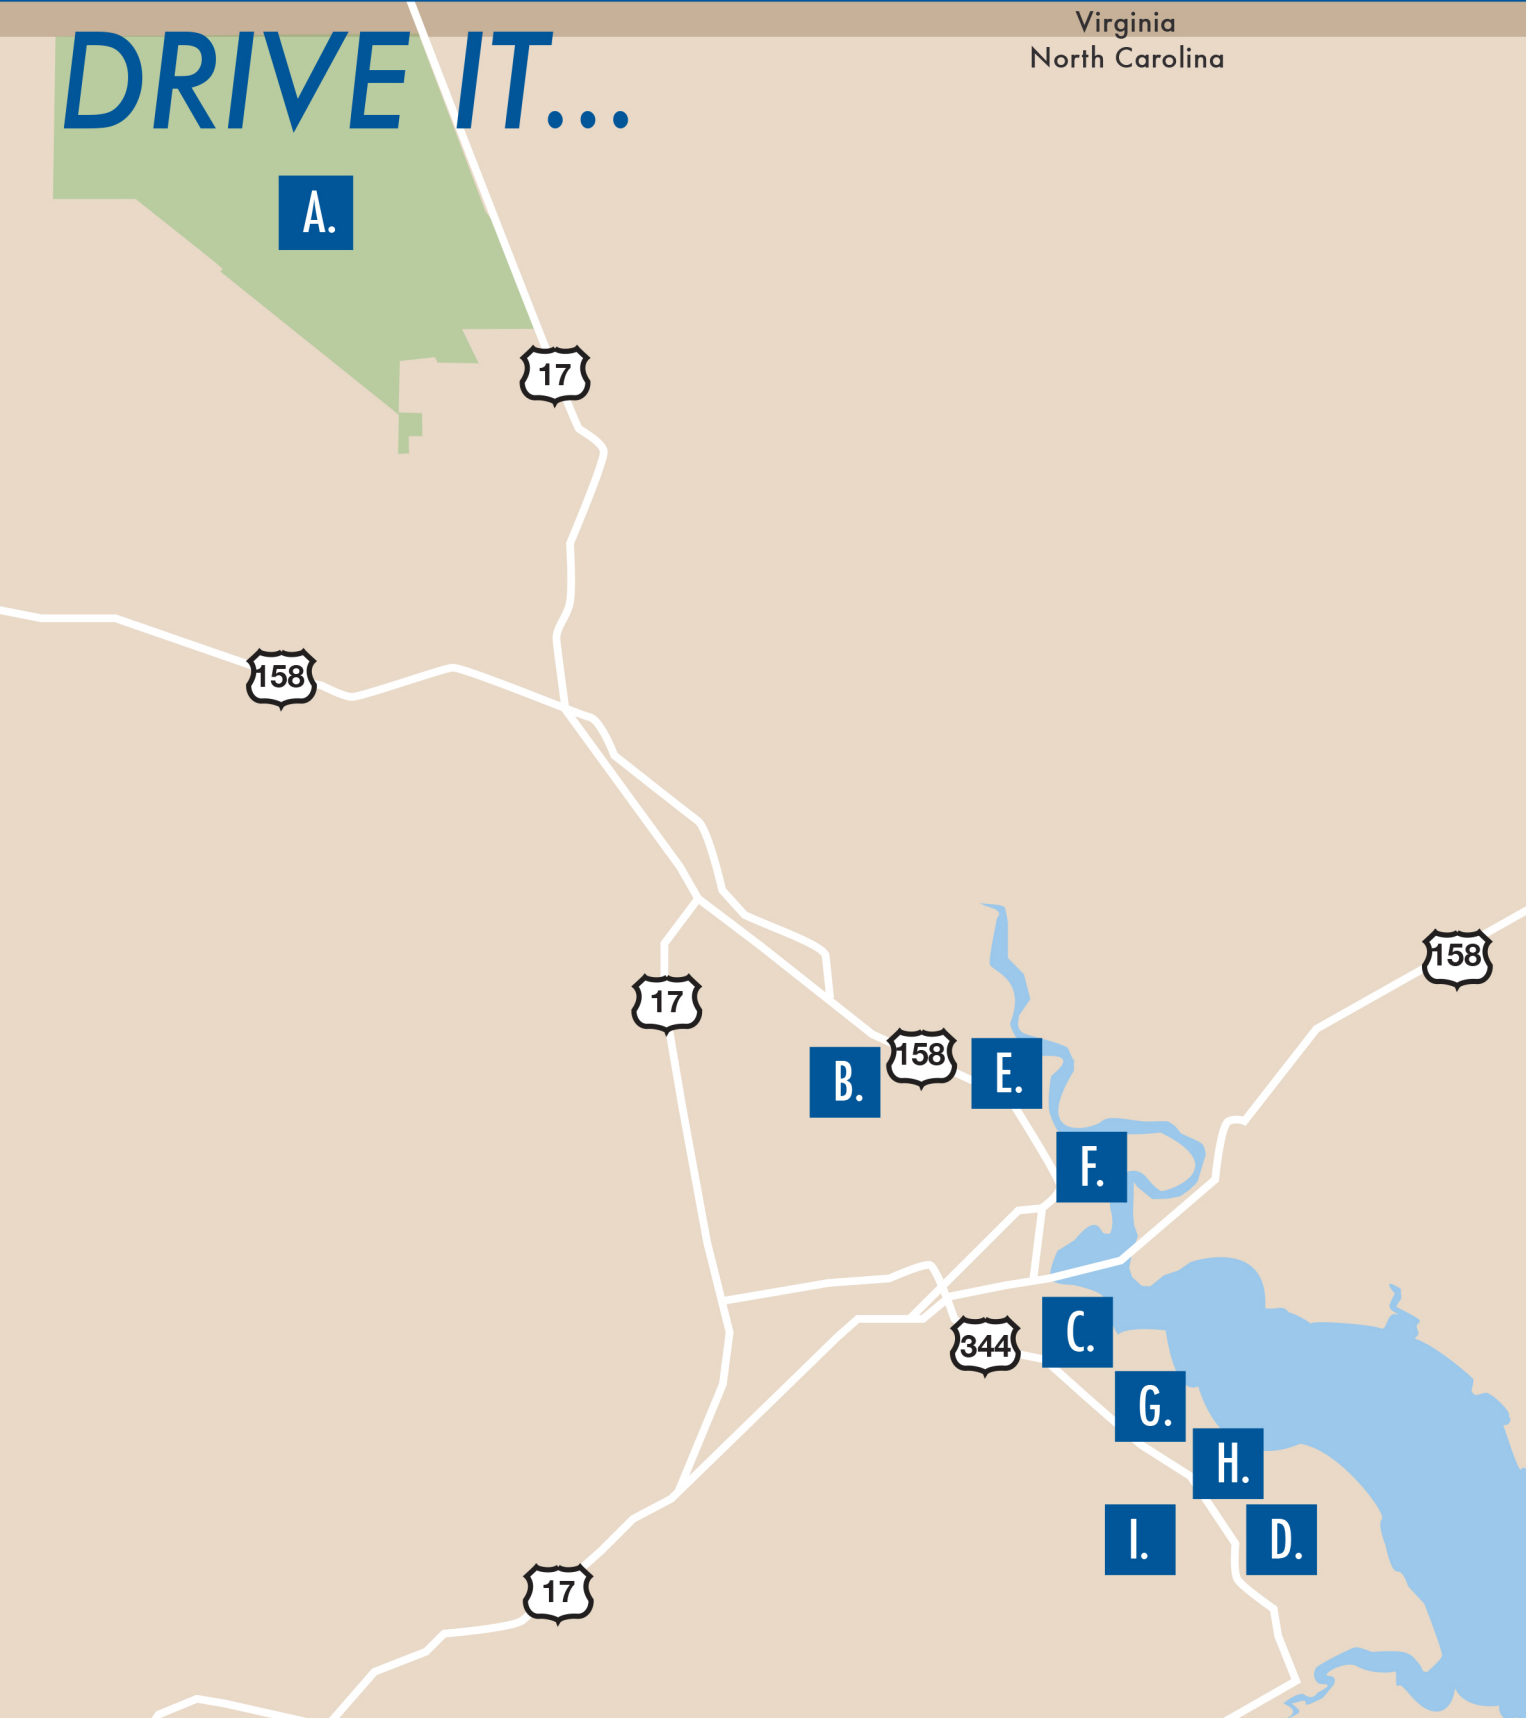 Virginia
North Carolina
DRIVE IT...
A.
17
158
158
17
158
B.
E.
F.
C.
344
G.
H.
I.
D.
17